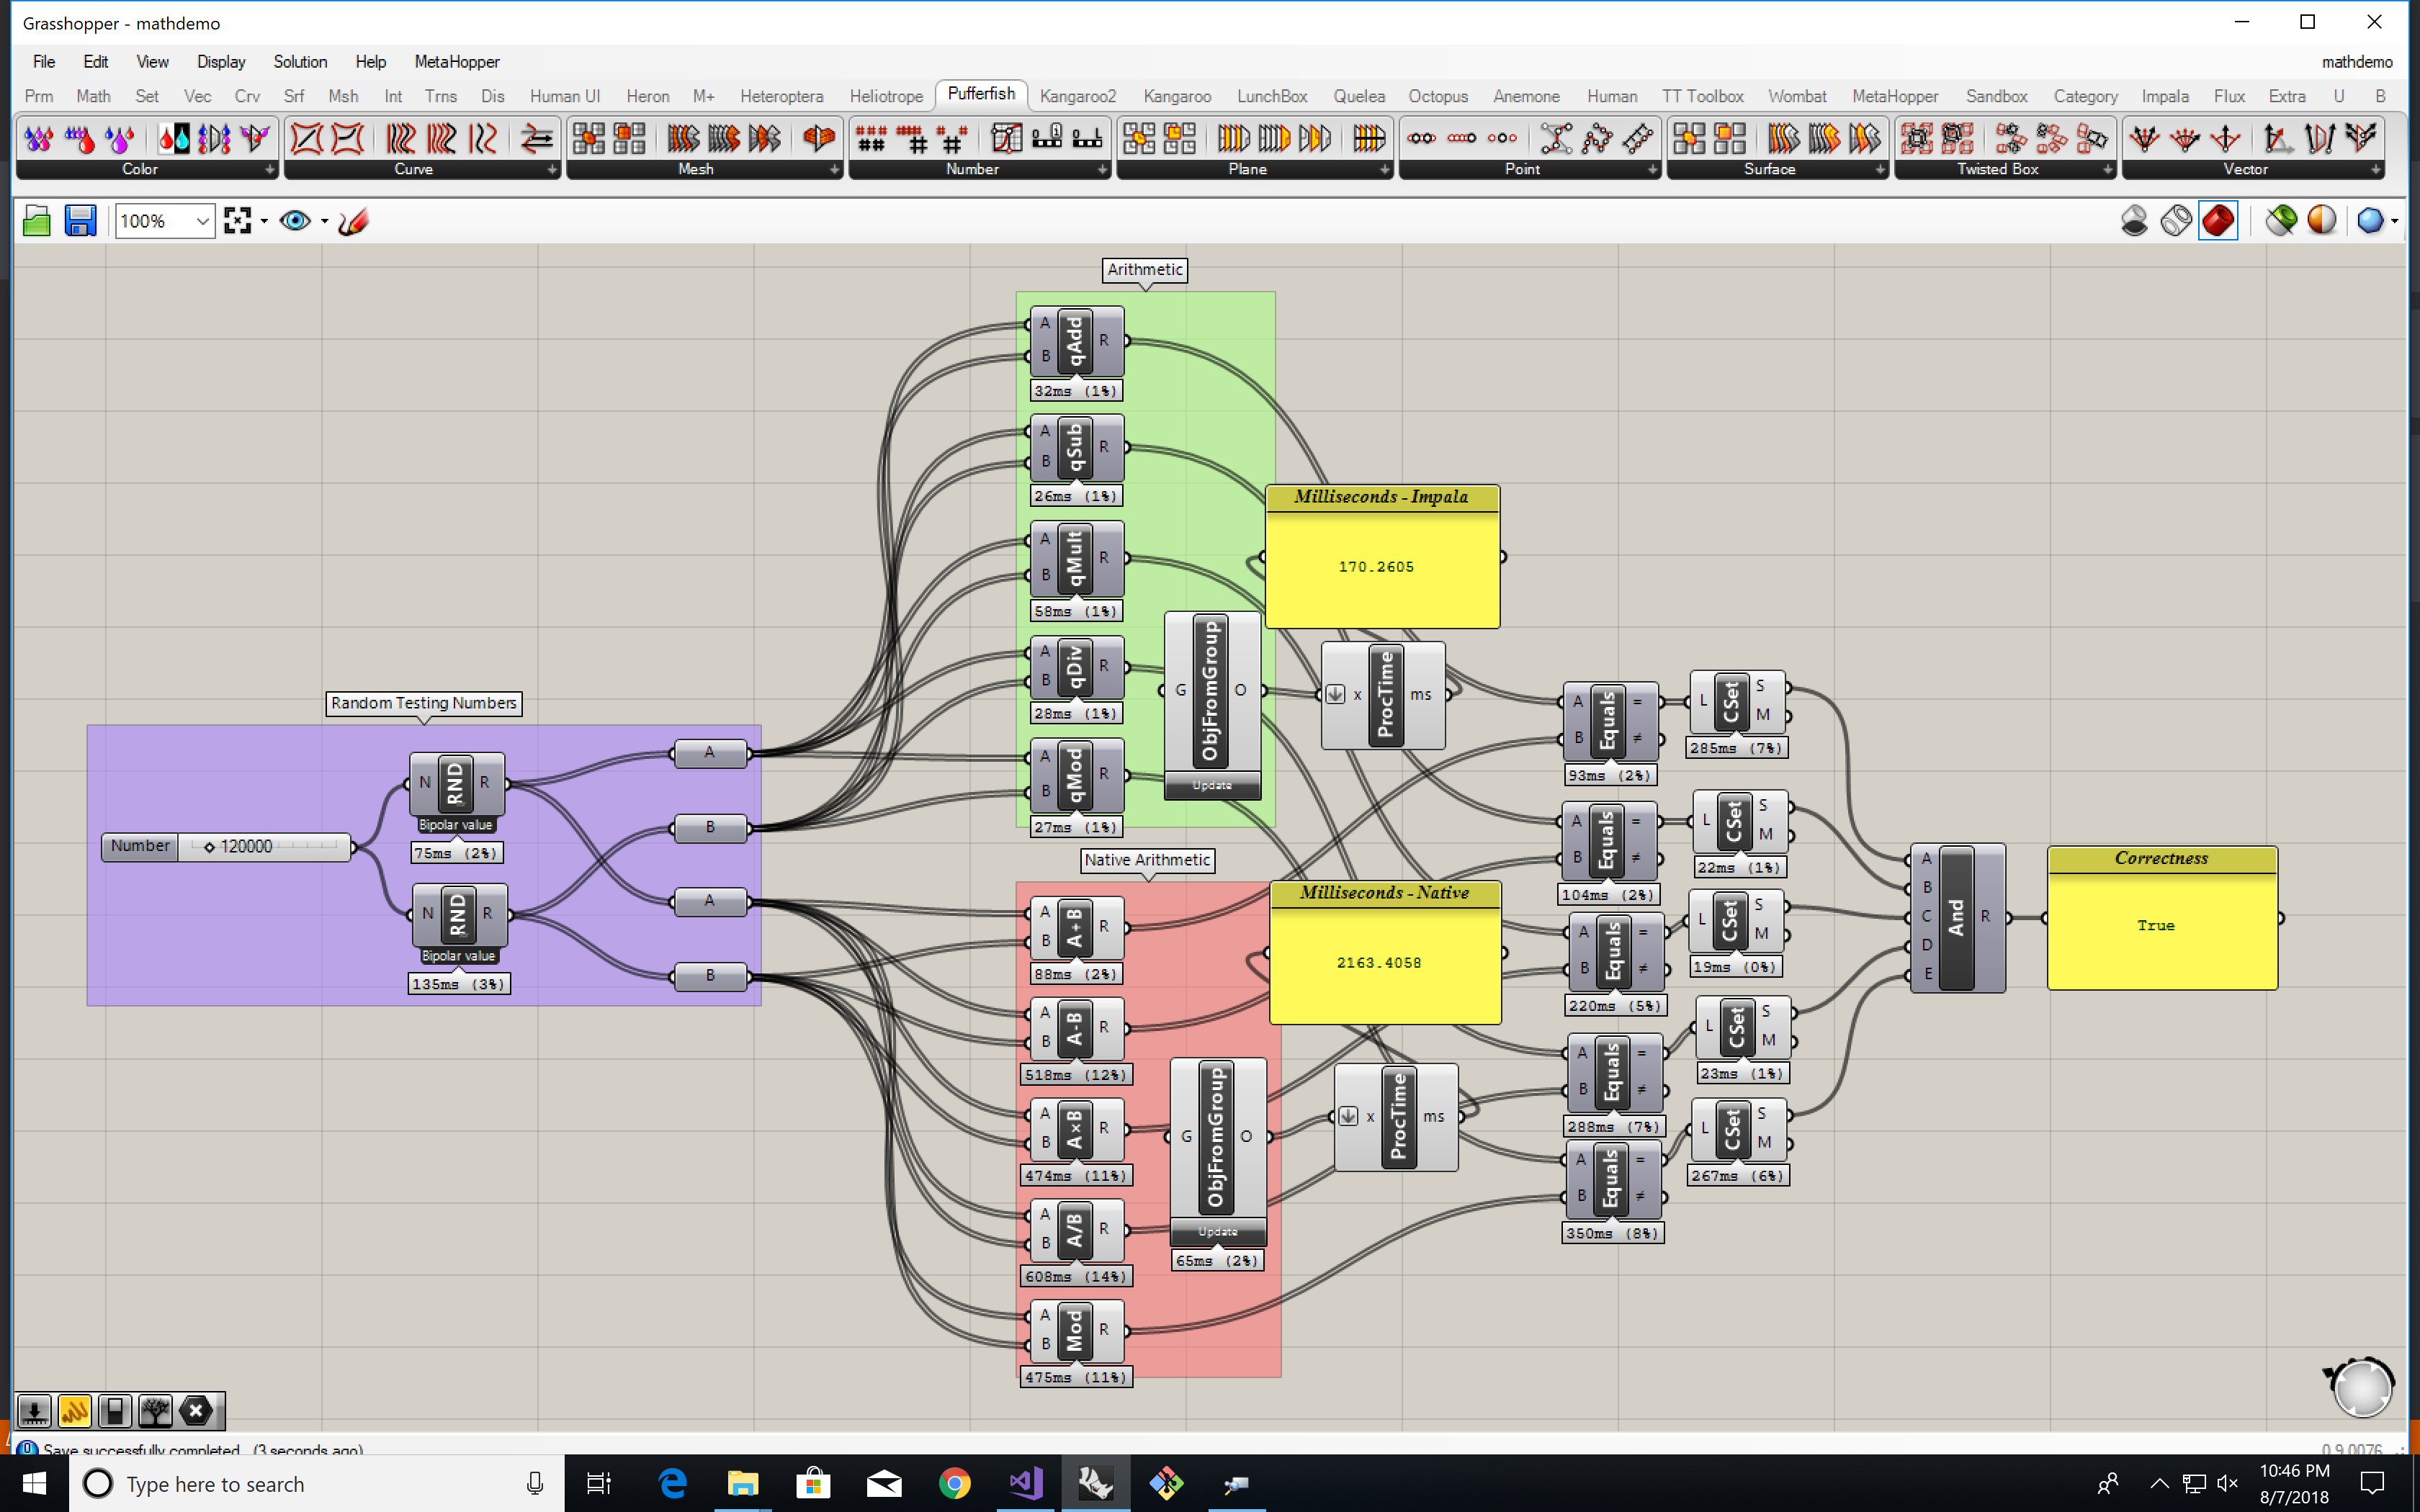 Grasshopper - mathdemo
File Edit View Display Solution Help MetaHopper mathdemo
Prm Math Set Vec Crv Srf Msh Int Trns Dis Human UI Heron M+ Heteroptera Heliotrope Pufferfish Kangaroo2 Kangaroo LunchBox Quelea Octopus Anemone Human TT Toolbox Wombat MetaHopper Sandbox Category Impala Flux Extra U B
Color Curve Mesh Number Plane Point Surface Twisted Box Vector
100%
Arithmetic
A B qAdd R
32ms (1%)
A B qSub R
26ms (1%)
A B qMult R
58ms (1%)
A B qDiv R
28ms (1%)
A B qMod R
27ms (1%)
G ObjFromGroup O
Update
Milliseconds - Impala
170.2605
x ProcTime ms
Random Testing Numbers
Number 120000
N RND R
Bipolar value
75ms (2%)
N RND R
Bipolar value
135ms (3%)
A
B
A
B
Native Arithmetic
A B A+B R
88ms (2%)
A B A-B R
518ms (12%)
A B A×B R
474ms (11%)
A B A/B R
608ms (14%)
A B Mod R
475ms (11%)
G ObjFromGroup O
Update
65ms (2%)
Milliseconds - Native
2163.4058
x ProcTime ms
A B Equals = ≠
93ms (2%)
L CSet S M
285ms (7%)
A B Equals = ≠
104ms (2%)
L CSet S M
22ms (1%)
A B Equals = ≠
220ms (5%)
L CSet S M
19ms (0%)
A B Equals = ≠
288ms (7%)
L CSet S M
23ms (1%)
A B Equals = ≠
350ms (8%)
L CSet S M
267ms (6%)
A B C D E And R
Correctness
True
Save successfully completed... (3 seconds ago)
0.9.0076
Type here to search
10:46 PM
8/7/2018